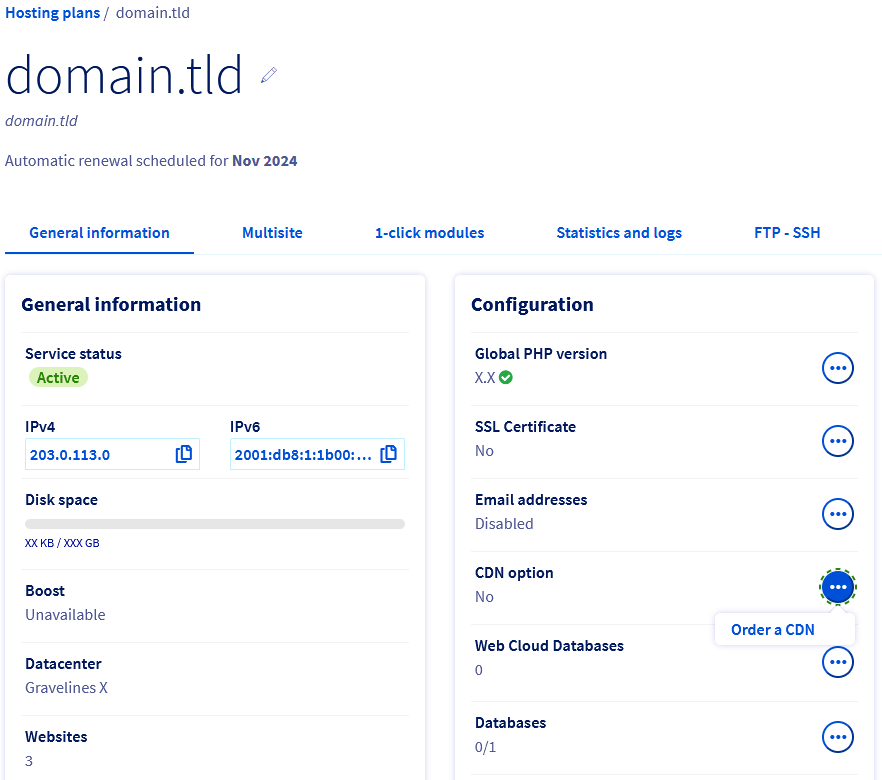 Hosting plans / domain.tld
domain.tld
domain.tld
Automatic renewal scheduled for Nov 2024
General information Multisite 1-click modules Statistics and logs FTP - SSH
General information
Service status
Active
IPv4 IPv6
203.0.113.0 2001:db8:1:1b00:...
Disk space
XX KB / XXX GB
Boost
Unavailable
Datacenter
Gravelines X
Websites
3
Configuration
Global PHP version
X.X
SSL Certificate
No
Email addresses
Disabled
CDN option
No
Order a CDN
Web Cloud Databases
0
Databases
0/1